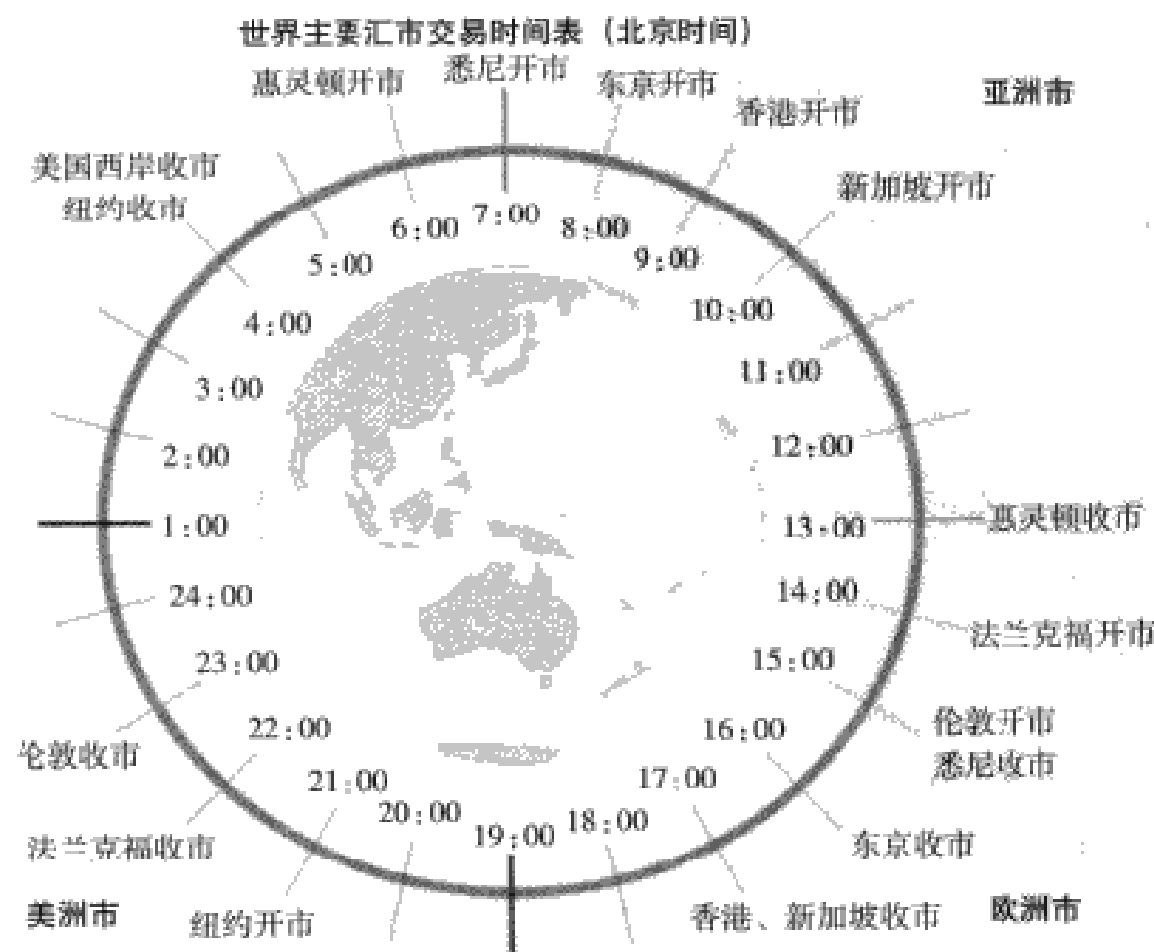 世界主要汇市交易时间表（北京时间）
惠灵顿开市
悉尼开市
东京开市
香港开市
亚洲市
新加坡开市
美国西岸收市
纽约收市
7:00
8:00
9:00
10:00
11:00
12:00
13:00
14:00
15:00
16:00
17:00
18:00
19:00
20:00
21:00
22:00
23:00
24:00
1:00
2:00
3:00
4:00
5:00
6:00
惠灵顿收市
法兰克福开市
伦敦开市
悉尼收市
东京收市
香港、新加坡收市
欧洲市
纽约开市
美洲市
法兰克福收市
伦敦收市